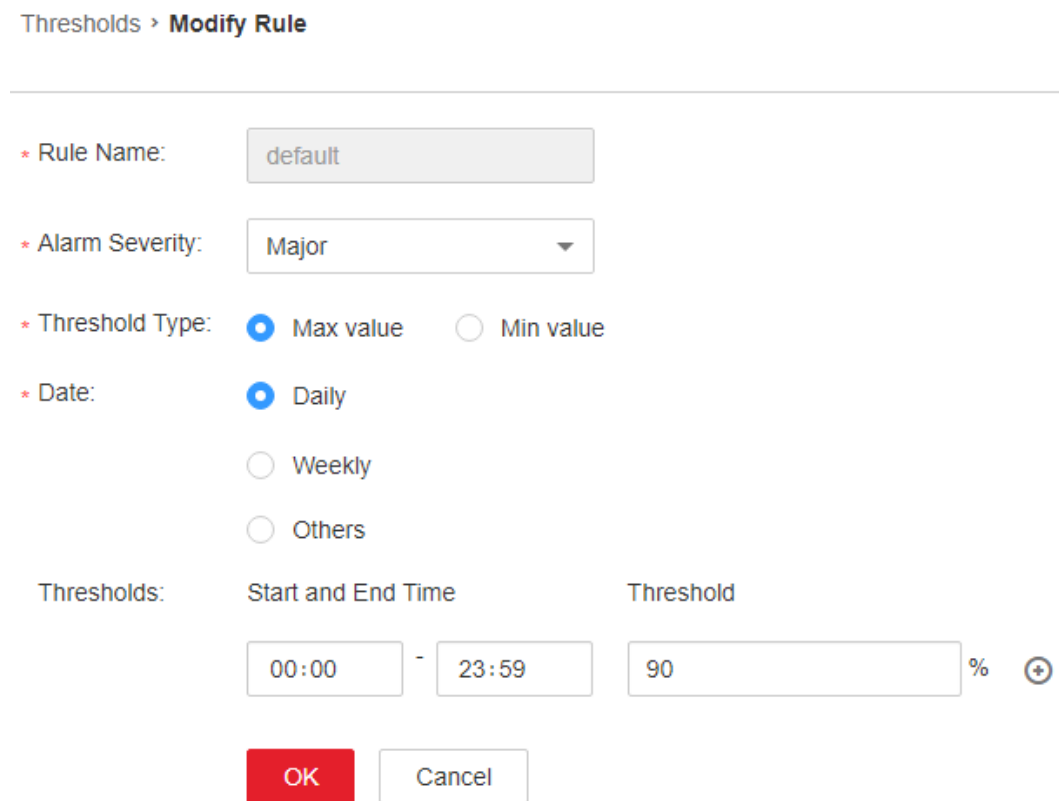 Thresholds > Modify Rule
* Rule Name: default
* Alarm Severity: Major
* Threshold Type: Max value Min value
* Date: Daily
Weekly
Others
Thresholds: Start and End Time Threshold
00:00 - 23:59 90 %
OK Cancel